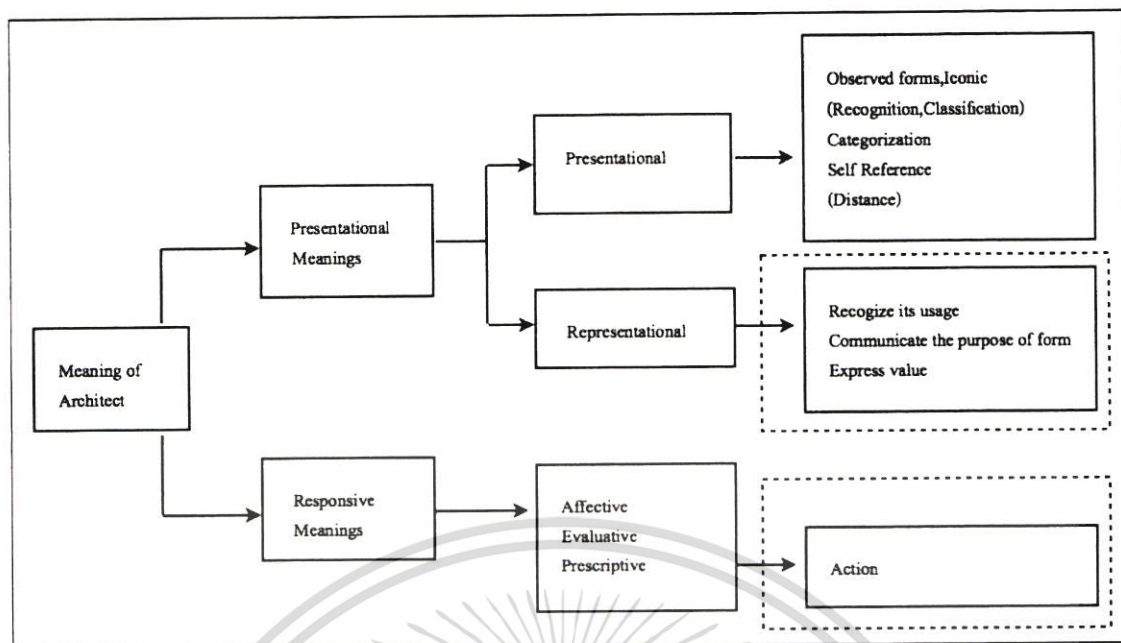 Meaning of
Architect
Presentational
Meanings
Presentational
Observed forms,Iconic
(Recognition,Classification)
Categorization
Self Reference
(Distance)
Representational
Recogize its usage
Communicate the purpose of form
Express value
Responsive
Meanings
Affective
Evaluative
Prescriptive
Action